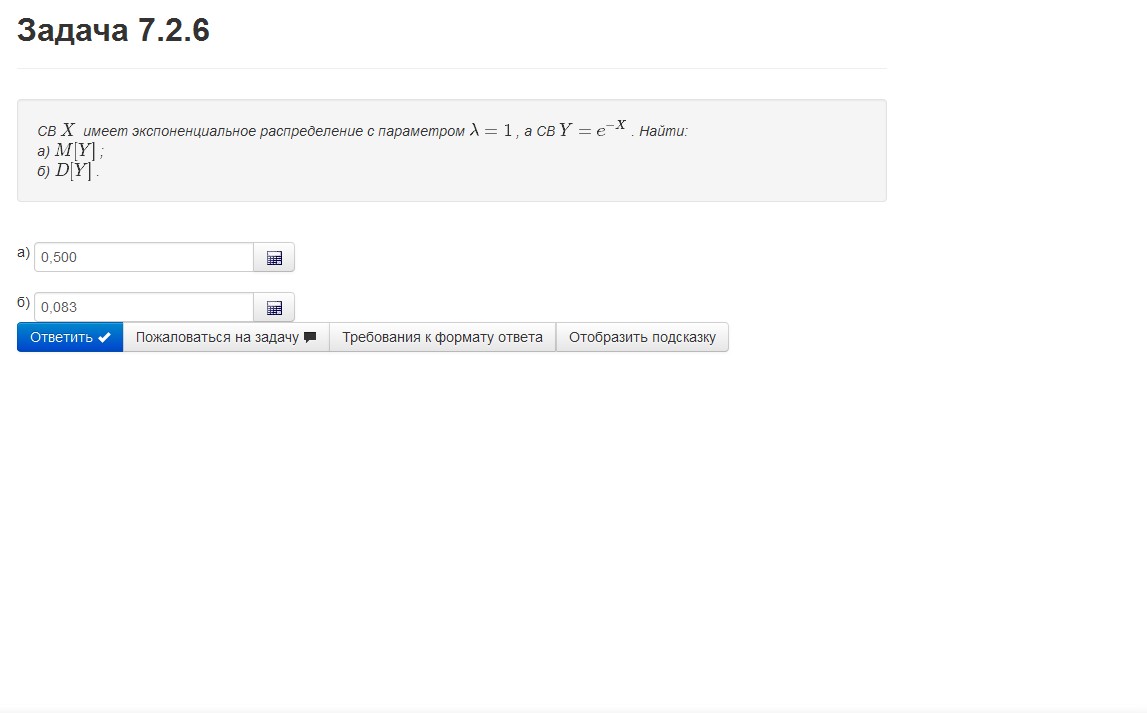 Задача 7.2.6
СВ X имеет экспоненциальное распределение с параметром λ = 1 , а СВ Y = e^{−X} . Найти:
а) M[Y] ;
б) D[Y] .
а) 0,500
б) 0,083
Ответить Пожаловаться на задачу Требования к формату ответа Отобразить подсказку